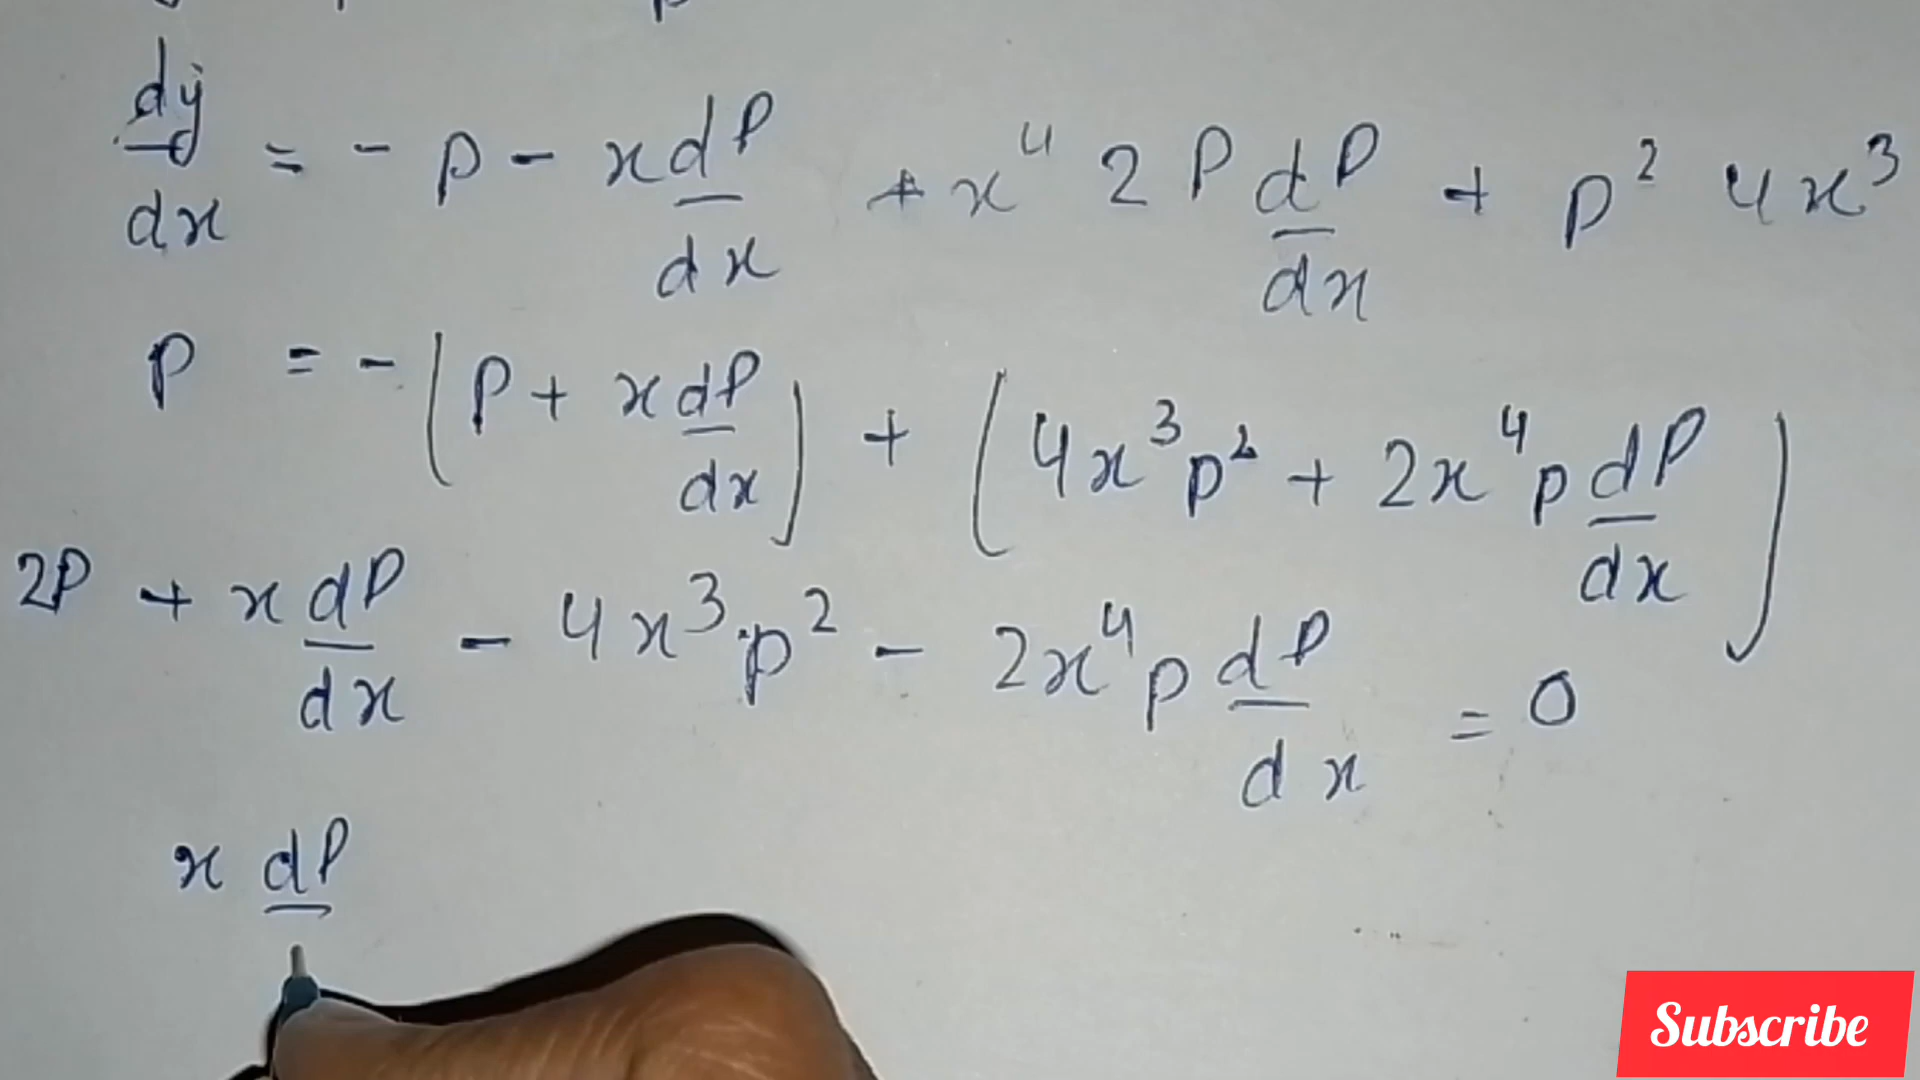 dy/dx = - p - x dP/dx + x⁴ 2 P dP/dx + p² 4x³
P = - (P + x dP/dx) + (4x³p² + 2x⁴p dP/dx)
2P + x dP/dx - 4x³p² - 2x⁴p dP/dx = 0
x dP
Subscribe